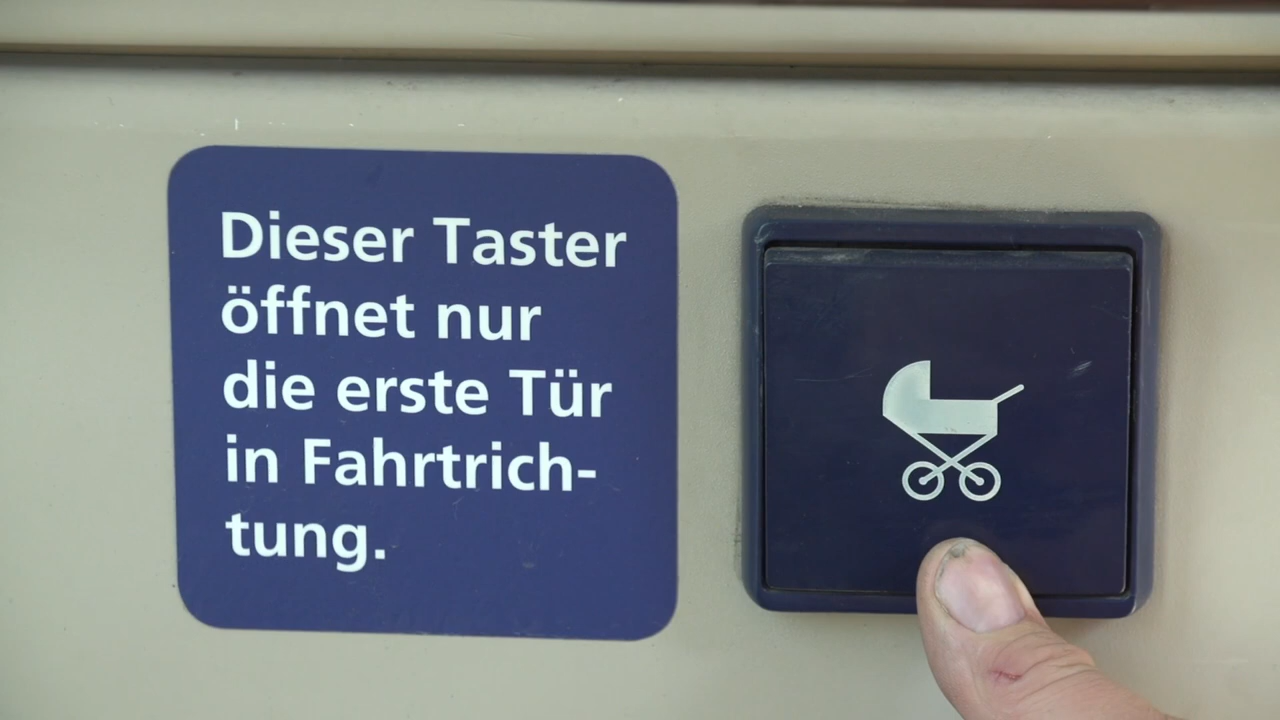 Dieser Taster
öffnet nur
die erste Tür
in Fahrtrich-
tung.